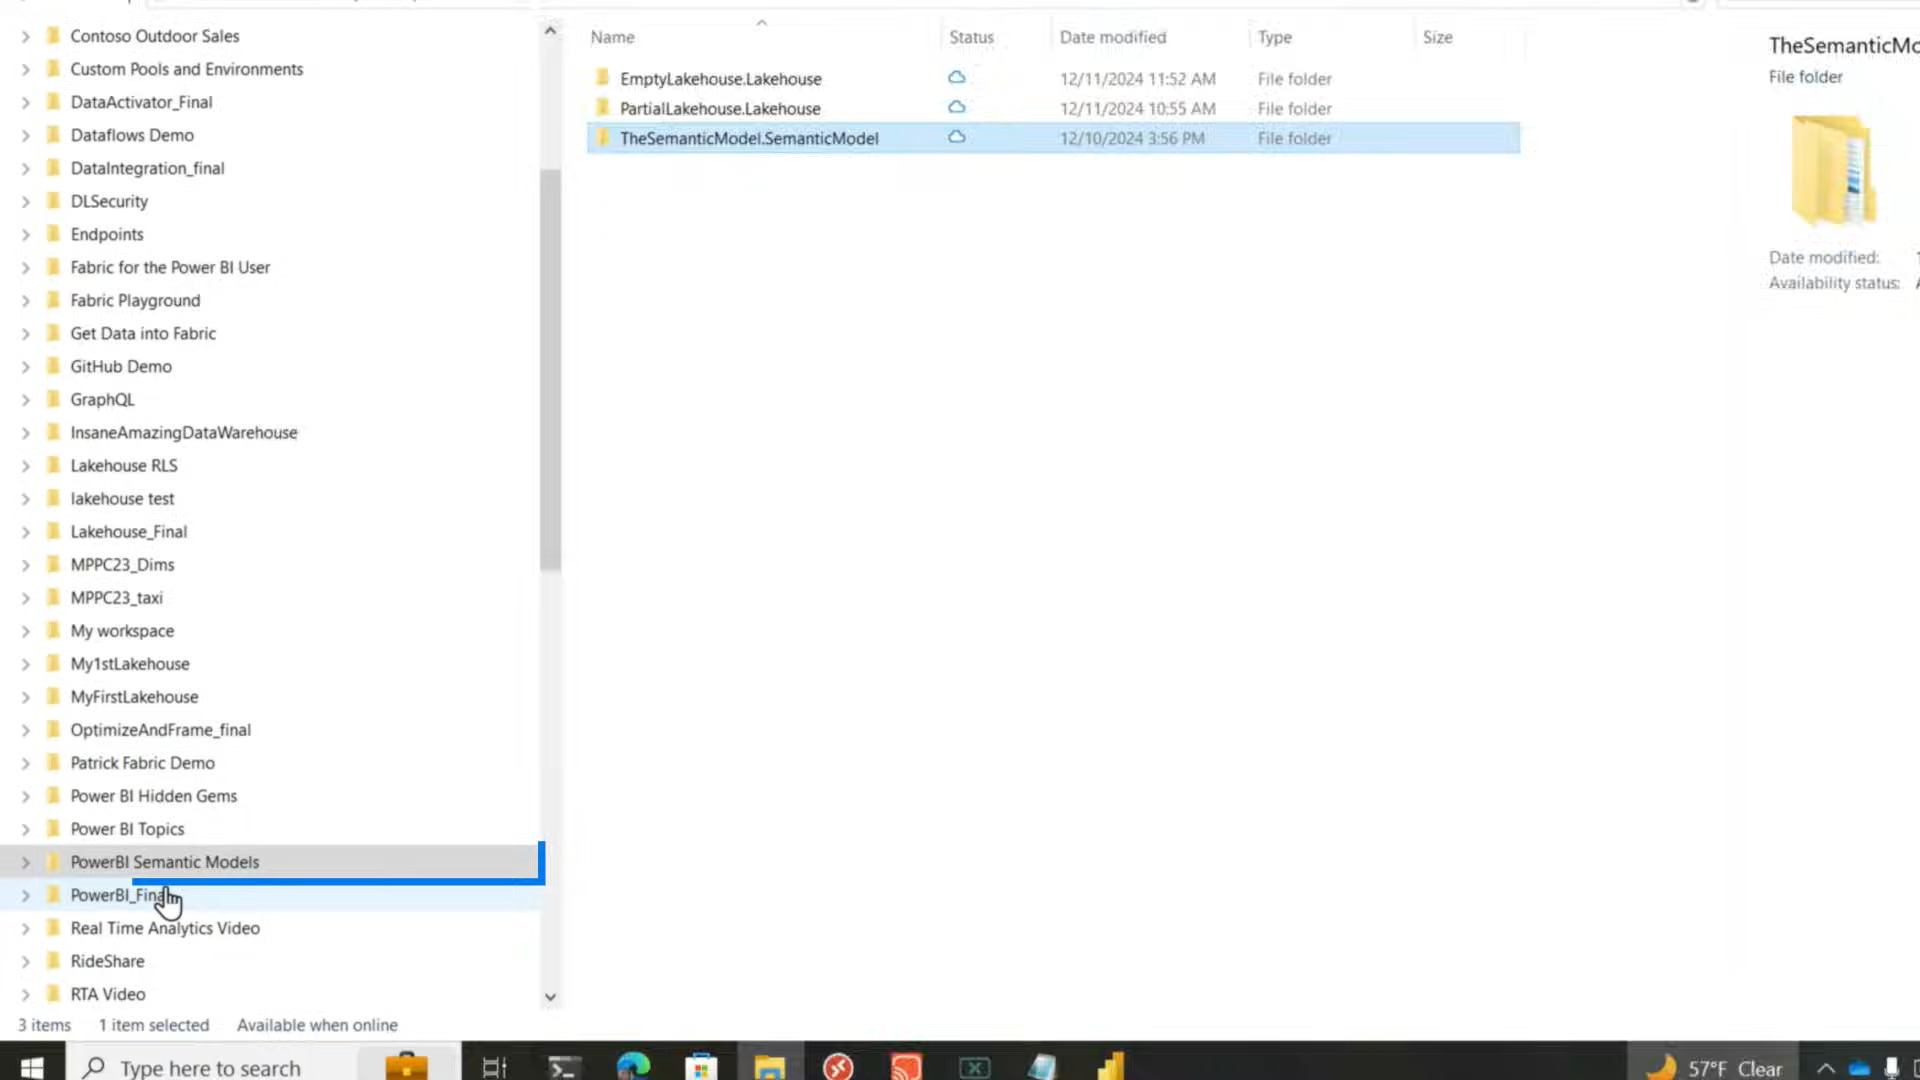 Contoso Outdoor Sales
Custom Pools and Environments
DataActivator_Final
Dataflows Demo
DataIntegration_final
DLSecurity
Endpoints
Fabric for the Power BI User
Fabric Playground
Get Data into Fabric
GitHub Demo
GraphQL
InsaneAmazingDataWarehouse
Lakehouse RLS
lakehouse test
Lakehouse_Final
MPPC23_Dims
MPPC23_taxi
My workspace
My1stLakehouse
MyFirstLakehouse
OptimizeAndFrame_final
Patrick Fabric Demo
Power BI Hidden Gems
Power BI Topics
PowerBI Semantic Models
PowerBI_Final
Real Time Analytics Video
RideShare
RTA Video
Name Status Date modified Type Size
EmptyLakehouse.Lakehouse 12/11/2024 11:52 AM File folder
PartialLakehouse.Lakehouse 12/11/2024 10:55 AM File folder
TheSemanticModel.SemanticModel 12/10/2024 3:56 PM File folder
TheSemanticMo
File folder
Date modified:
Availability status:
3 items 1 item selected Available when online
Type here to search
57°F Clear